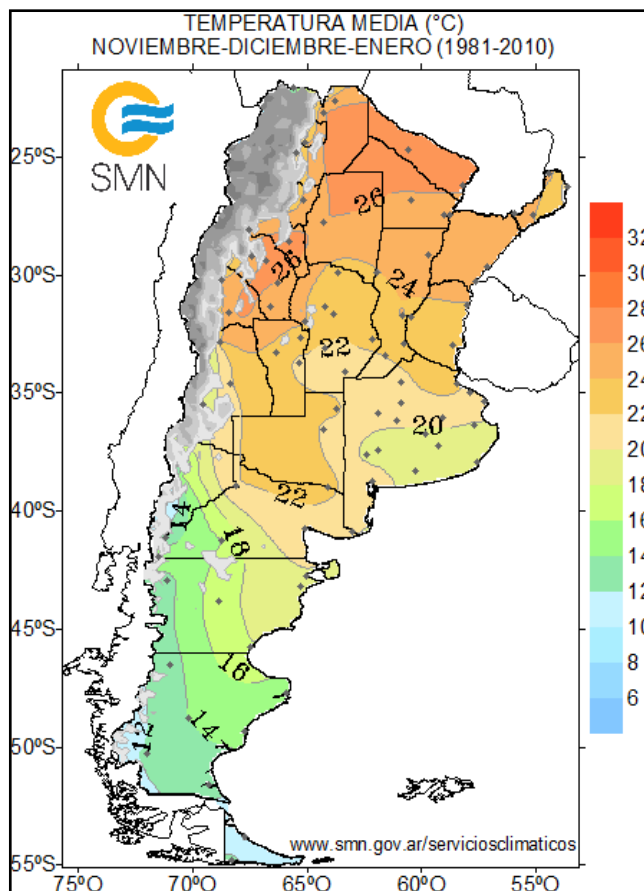 TEMPERATURA MEDIA (°C)
NOVIEMBRE-DICIEMBRE-ENERO (1981-2010)
SMN
25ºS
30ºS
35ºS
40ºS
45ºS
50ºS
55ºS
75ºO
70ºO
65ºO
60ºO
55ºO
26
26
24
22
20
22
14
18
16
14
12
32
30
28
26
24
22
20
18
16
14
12
10
8
6
www.smn.gov.ar/serviciosclimaticos